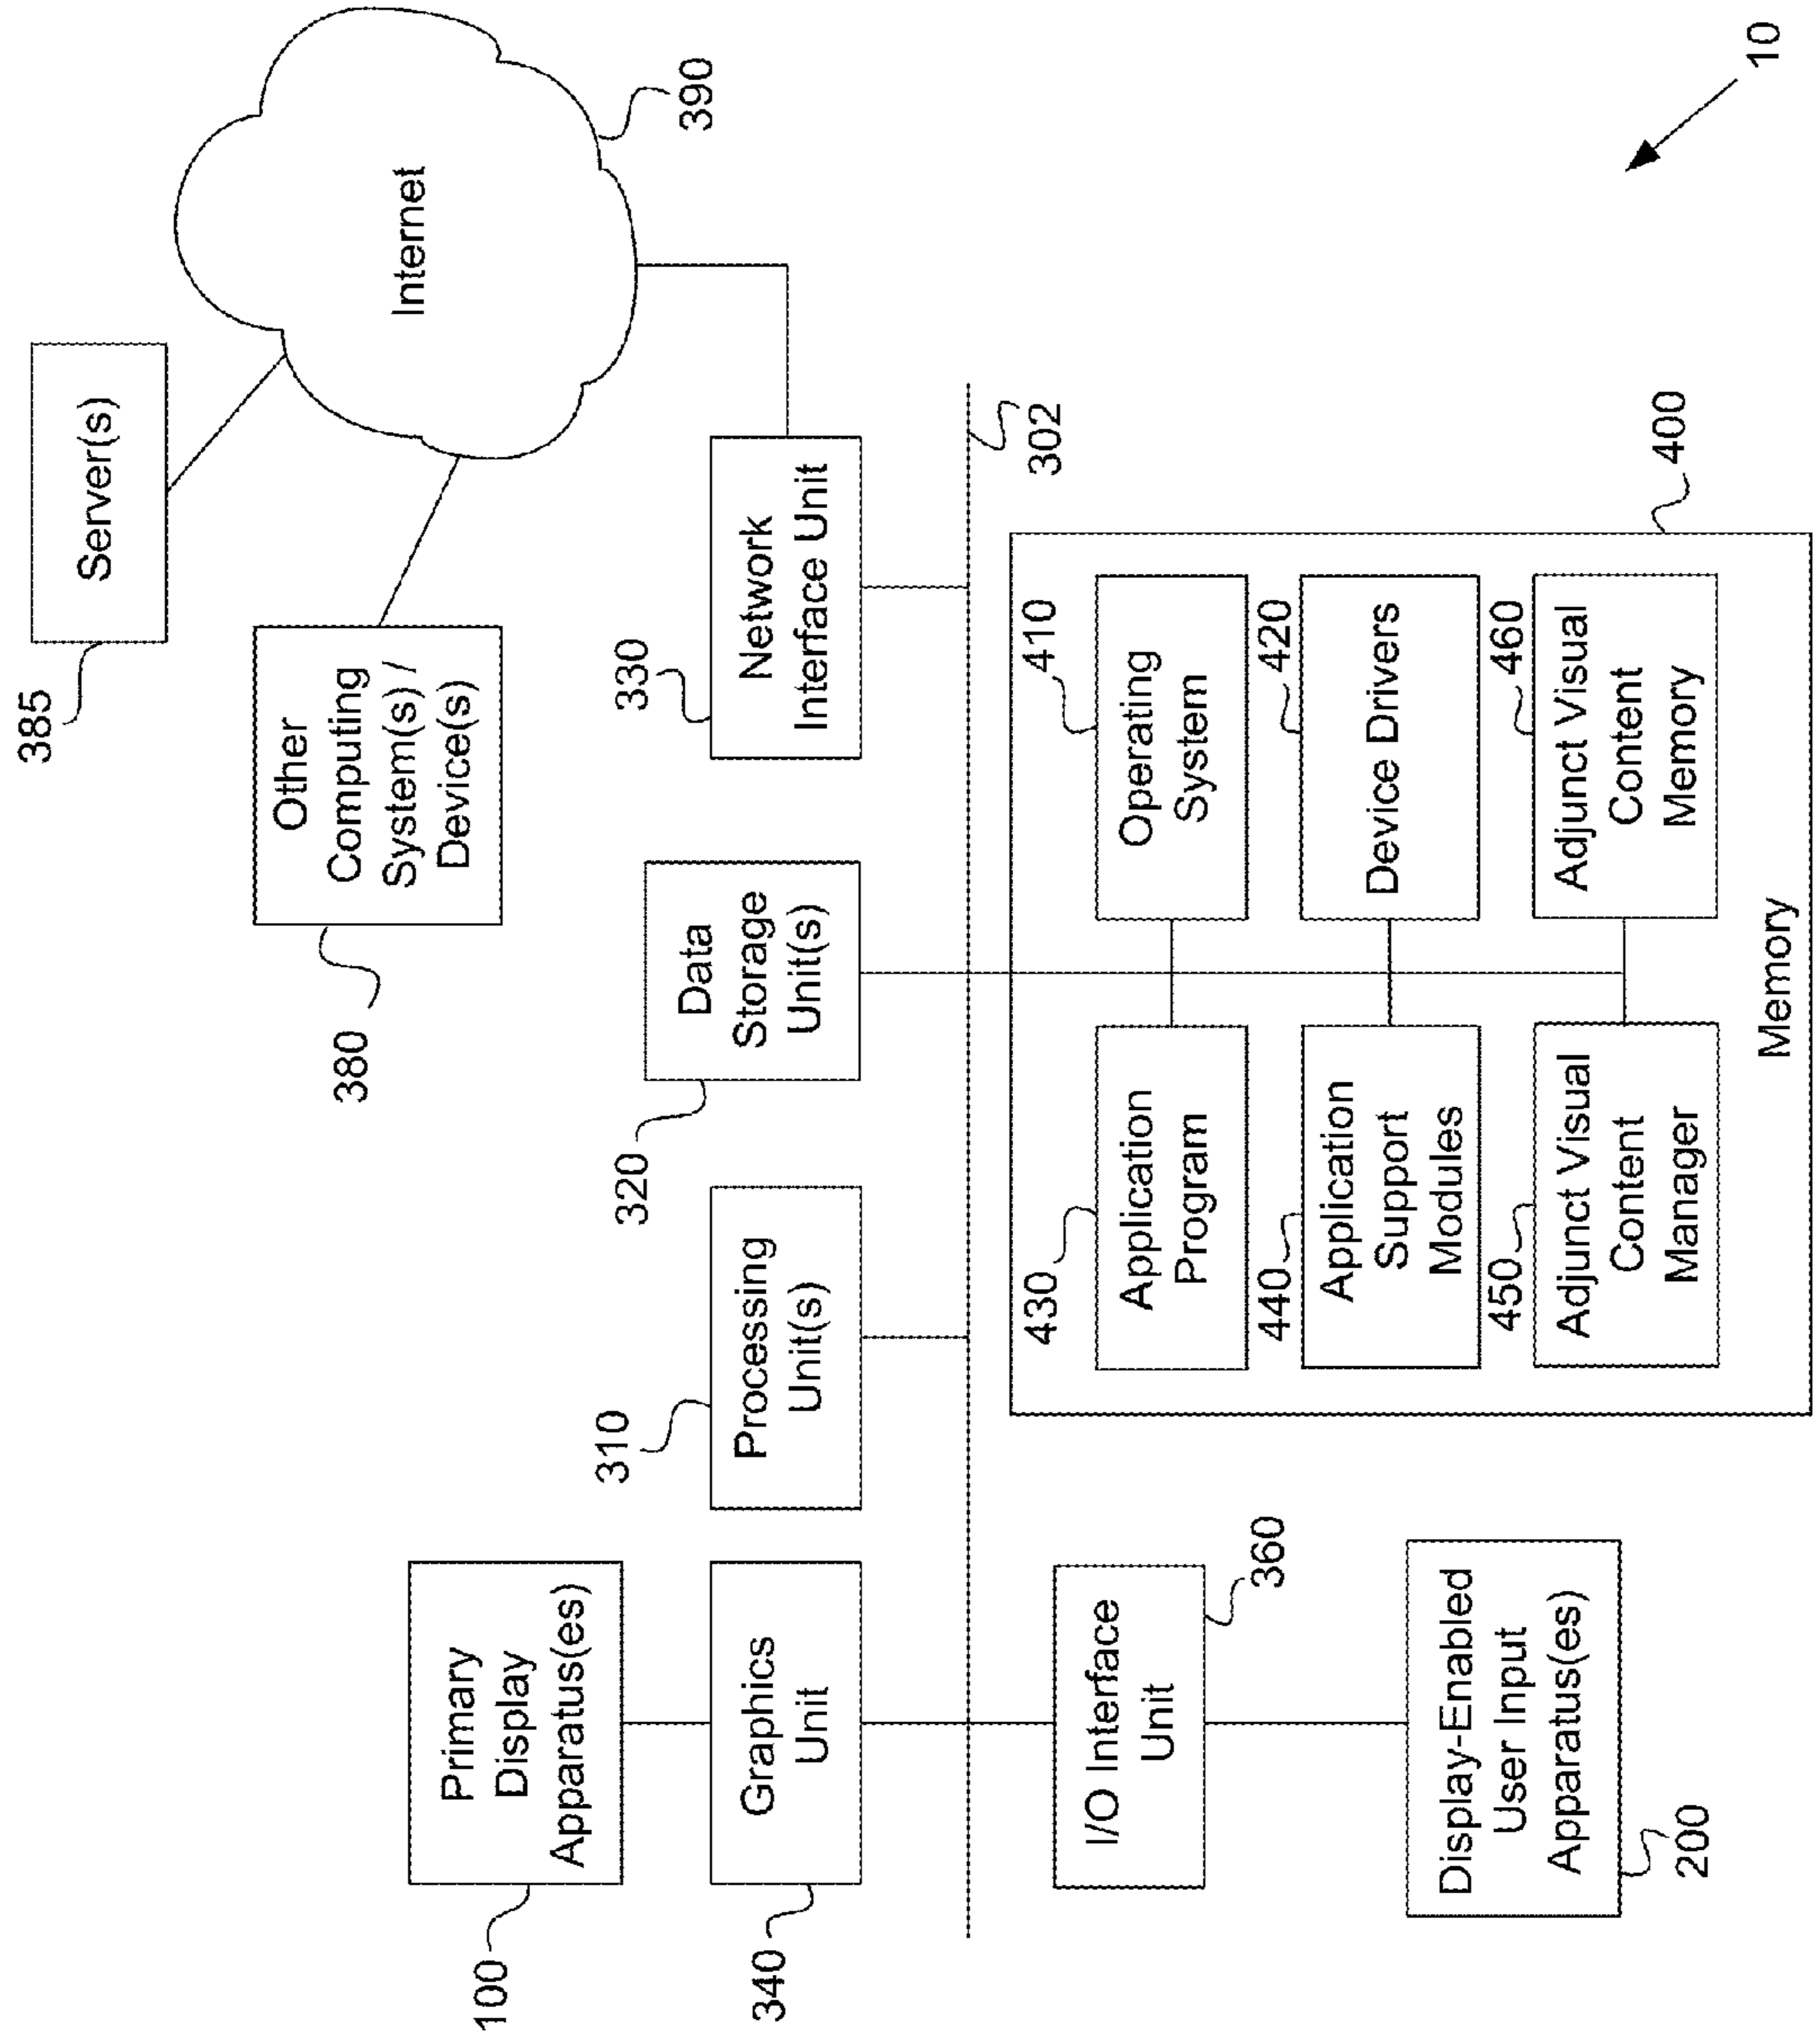 385
Server(s)
Internet
390
10
380
Other
Computing
System(s) /
Device(s)
100
Primary
Display
Apparatus(es)
340
Graphics
Unit
310
Processing
Unit(s)
320
Data
Storage
Unit(s)
330
Network
Interface Unit
302
I/O Interface
Unit
360
Display-Enabled
User Input
Apparatus(es)
200
400
430
Application
Program
410
Operating
System
440
Application
Support
Modules
420
Device Drivers
450
Adjunct Visual
Content
Manager
460
Adjunct Visual
Content
Memory
Memory